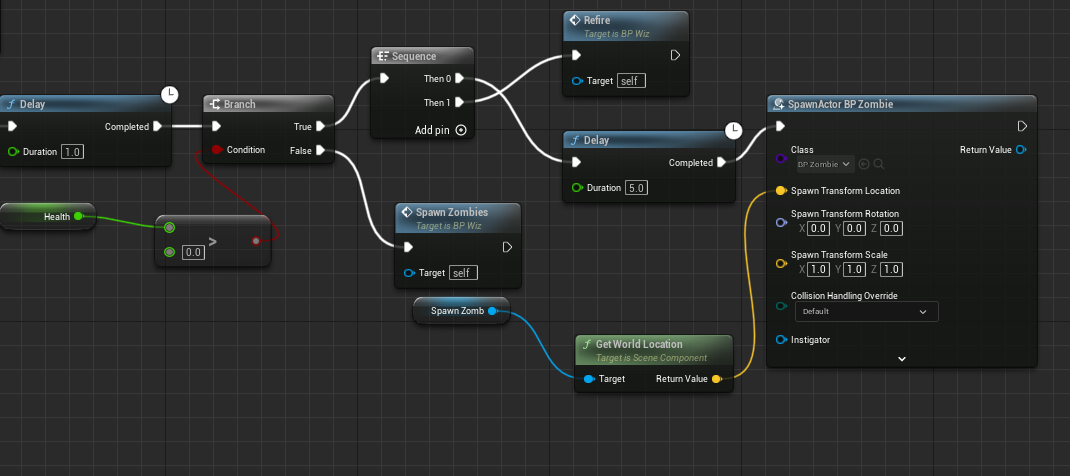 Delay
Completed
Duration 1.0
Health
>
0.0
Branch
True
Condition
False
Sequence
Then 0
Then 1
Add pin
Spawn Zombies
Target is BP Wiz
Target self
Spawn Zomb
Refire
Target is BP Wiz
Target self
Delay
Completed
Duration 5.0
GetWorld Location
Target is Scene Component
Target Return Value
SpawnActor BP Zombie
Class Return Value
BP Zombie
Spawn Transform Location
Spawn Transform Rotation
X 0.0 Y 0.0 Z 0.0
Spawn Transform Scale
X 1.0 Y 1.0 Z 1.0
Collision Handling Override
Default
Instigator